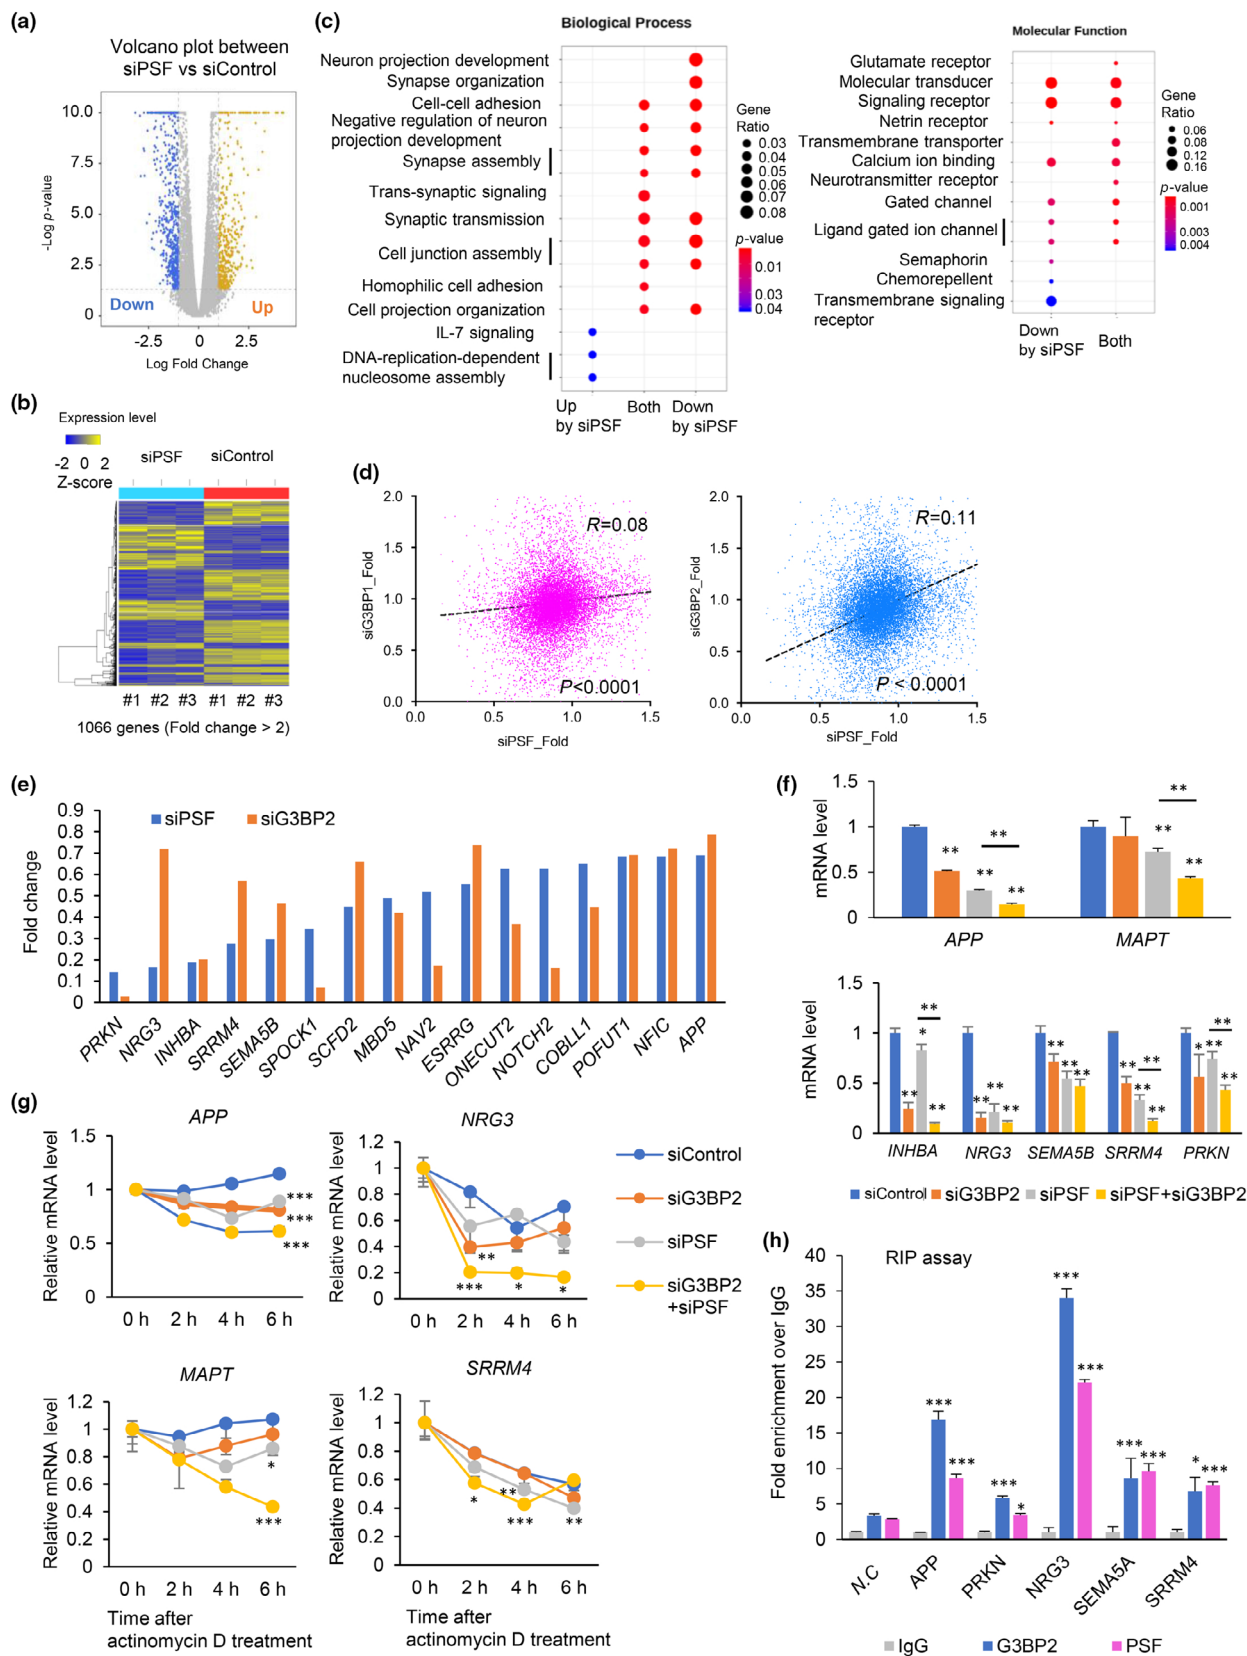 (a)
Volcano plot between
siPSF vs siControl
10.0
7.5
5.0
2.5
0
-Log p-value
Down
Up
-2.5
0
2.5
Log Fold Change
(b)
Expression level
-2 0 2
Z-score
siPSF
siControl
#1 #2 #3 #1 #2 #3
1066 genes (Fold change > 2)
(c)
Biological Process
Neuron projection development
Synapse organization
Cell-cell adhesion
Negative regulation of neuron
projection development
Synapse assembly
Trans-synaptic signaling
Synaptic transmission
Cell junction assembly
Homophilic cell adhesion
Cell projection organization
IL-7 signaling
DNA-replication-dependent
nucleosome assembly
Up
by siPSF
Both
Down
by siPSF
Gene
Ratio
0.03
0.04
0.05
0.06
0.07
0.08
p-value
0.01
0.03
0.04
Molecular Function
Glutamate receptor
Molecular transducer
Signaling receptor
Netrin receptor
Transmembrane transporter
Calcium ion binding
Neurotransmitter receptor
Gated channel
Ligand gated ion channel
Semaphorin
Chemorepellent
Transmembrane signaling
receptor
Down
by siPSF
Both
Gene
Ratio
0.06
0.08
0.12
0.16
p-value
0.001
0.003
0.004
(d)
2.0
1.5
1.0
0.5
0.0
siG3BP1_Fold
R=0.08
P<0.0001
0.0 0.5 1.0 1.5
siPSF_Fold
2.0
1.5
1.0
0.5
0.0
siG3BP2_Fold
R=0.11
P < 0.0001
0.0 0.5 1.0 1.5
siPSF_Fold
(e)
0.9
0.8
0.7
0.6
0.5
0.4
0.3
0.2
0.1
0
Fold change
siPSF
siG3BP2
PRKN
NRG3
INHBA
SRRM4
SEMA5B
SPOCK1
SCFD2
MBD5
NAV2
ESRRG
ONECUT2
NOTCH2
COBLL1
POFUT1
NFIC
APP
(f)
1.5
1
0.5
0
mRNA level
** ** ** **
** ** **
APP
MAPT
1.5
1
0.5
0
mRNA level
** * ** **
** ** **
** ** **
** ** ** **
* ** ** **
INHBA
NRG3
SEMA5B
SRRM4
PRKN
siControl
siG3BP2
siPSF
siPSF+siG3BP2
(g)
APP
1.5
1
0.5
0
Relative mRNA level
***
***
***
0 h 2 h 4 h 6 h
NRG3
1.2
1
0.8
0.6
0.4
0.2
0
Relative mRNA level
**
*** * *
0 h 2 h 4 h 6 h
siControl
siG3BP2
siPSF
siG3BP2
+siPSF
MAPT
1.2
1
0.8
0.6
0.4
0.2
0
Relative mRNA level
*
***
0 h 2 h 4 h 6 h
Time after
actinomycin D treatment
SRRM4
1.2
1
0.8
0.6
0.4
0.2
0
Relative mRNA level
* ** *** **
0 h 2 h 4 h 6 h
Time after
actinomycin D treatment
(h)
RIP assay
40
35
30
25
20
15
10
5
0
Fold enrichment over IgG
*** ***
*** *
*** ***
*** ***
* ***
N.C
APP
PRKN
NRG3
SEMA5A
SRRM4
IgG
G3BP2
PSF